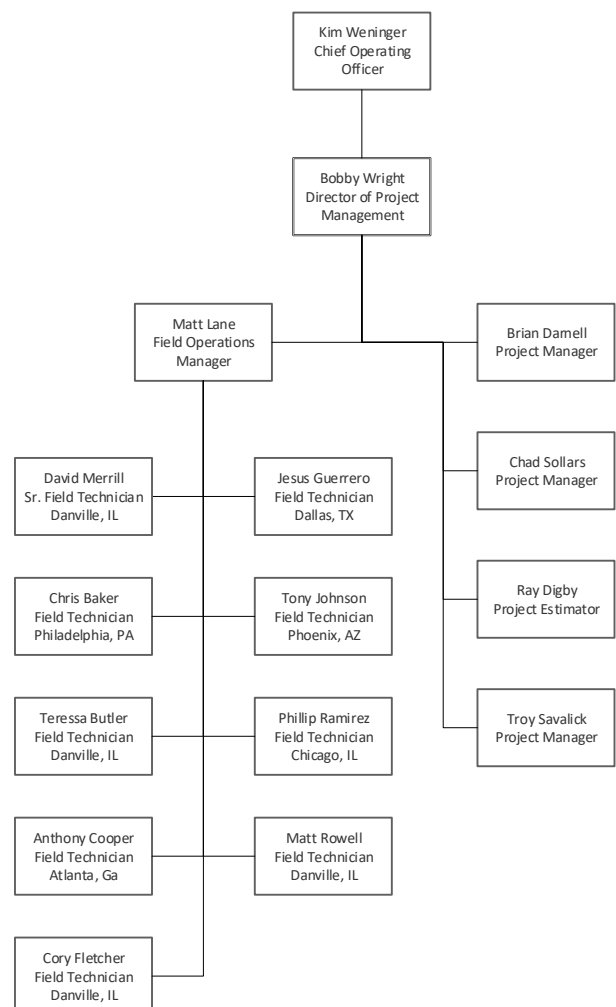 Kim Weninger
Chief Operating
Officer
Bobby Wright
Director of Project
Management
Matt Lane
Field Operations
Manager
Brian Darnell
Project Manager
David Merrill
Sr. Field Technician
Danville, IL
Jesus Guerrero
Field Technician
Dallas, TX
Chad Sollars
Project Manager
Chris Baker
Field Technician
Philadelphia, PA
Tony Johnson
Field Technician
Phoenix, AZ
Ray Digby
Project Estimator
Teressa Butler
Field Technician
Danville, IL
Phillip Ramirez
Field Technician
Chicago, IL
Troy Savalick
Project Manager
Anthony Cooper
Field Technician
Atlanta, Ga
Matt Rowell
Field Technician
Danville, IL
Cory Fletcher
Field Technician
Danville, IL